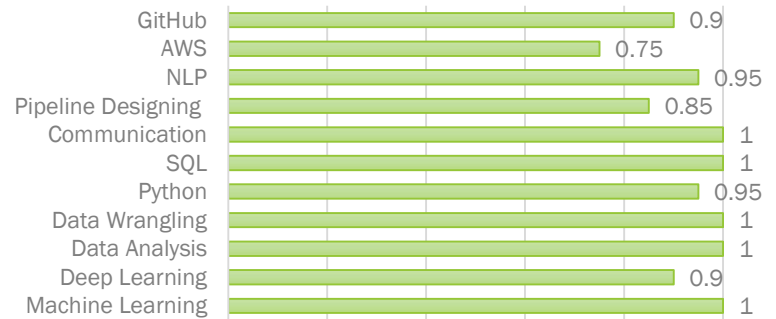 GitHub 0.9
AWS 0.75
NLP 0.95
Pipeline Designing 0.85
Communication 1
SQL 1
Python 0.95
Data Wrangling 1
Data Analysis 1
Deep Learning 0.9
Machine Learning 1